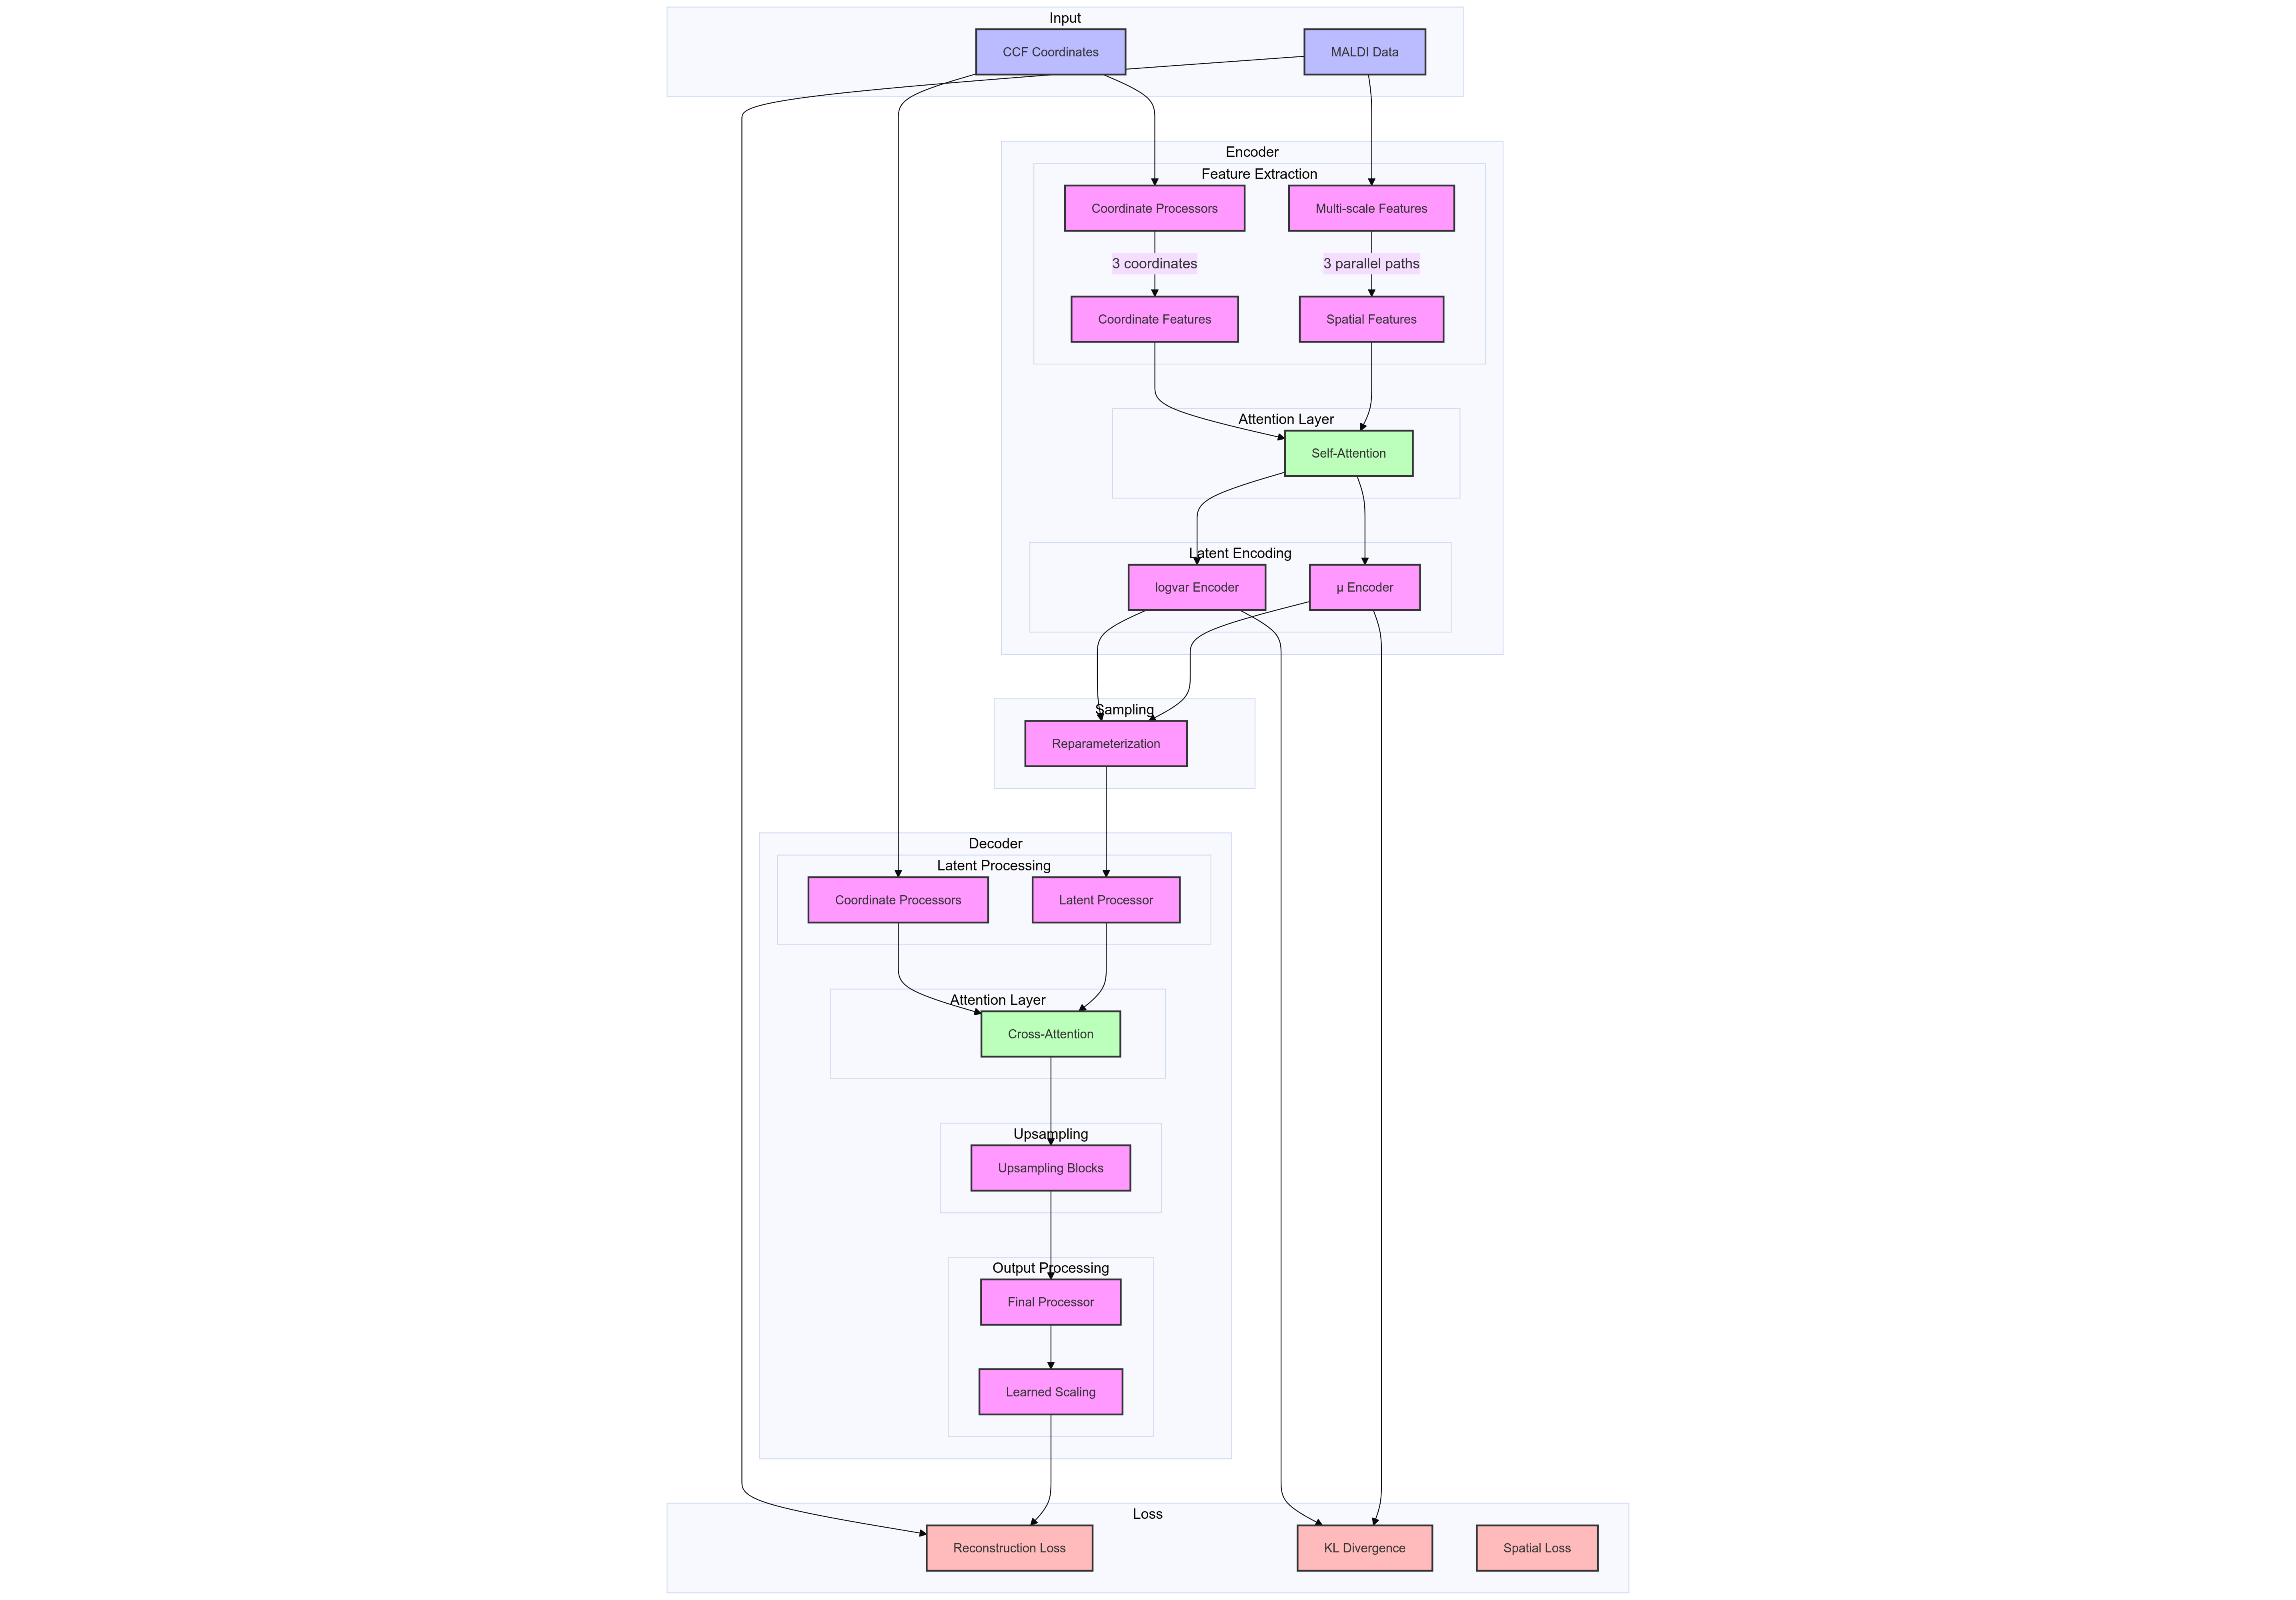 Input
CCF Coordinates
MALDI Data
Encoder
Feature Extraction
Coordinate Processors
Multi-scale Features
3 coordinates
3 parallel paths
Coordinate Features
Spatial Features
Attention Layer
Self-Attention
Latent Encoding
logvar Encoder
μ Encoder
Sampling
Reparameterization
Decoder
Latent Processing
Coordinate Processors
Latent Processor
Attention Layer
Cross-Attention
Upsampling
Upsampling Blocks
Output Processing
Final Processor
Learned Scaling
Loss
Reconstruction Loss
KL Divergence
Spatial Loss